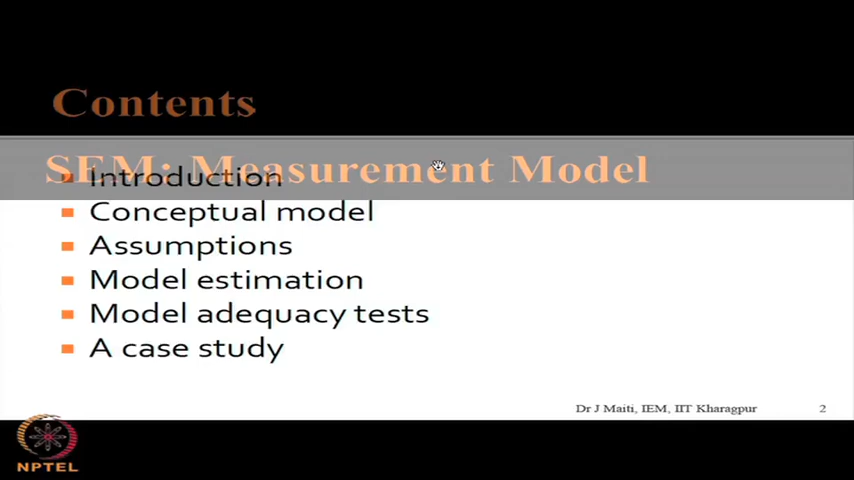 Contents
SEM: Measurement Model
Introduction
Conceptual model
Assumptions
Model estimation
Model adequacy tests
A case study
Dr J Maiti, IEM, IIT Kharagpur 2
NPTEL